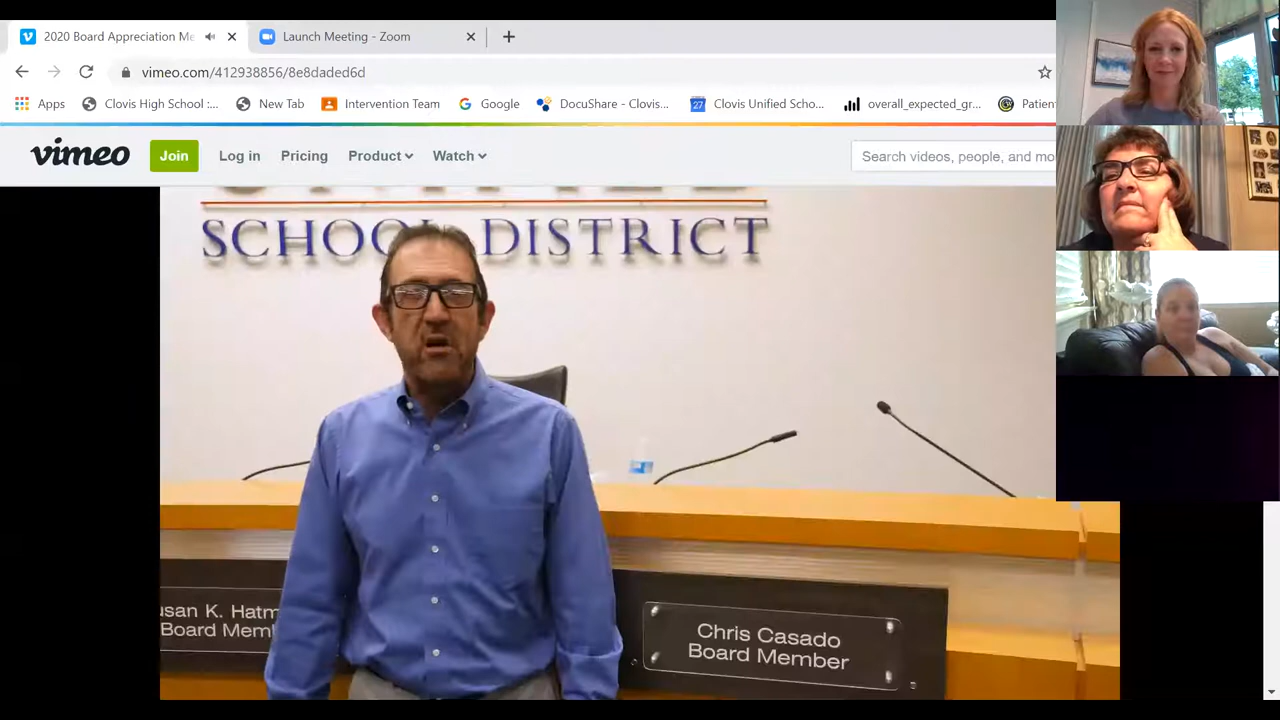 2020 Board Appreciation Me
Launch Meeting - Zoom
vimeo.com/412938856/8e8daded6d
Apps
Clovis High School :...
New Tab
Intervention Team
Google
DocuShare - Clovis...
27
Clovis Unified Scho...
overall_expected_gr...
Patien
vimeo
Join
Log in
Pricing
Product
Watch
Search videos, people, and mo
SCHOOL DISTRICT
usan K. Hatm
Board Mem
Chris Casado
Board Member